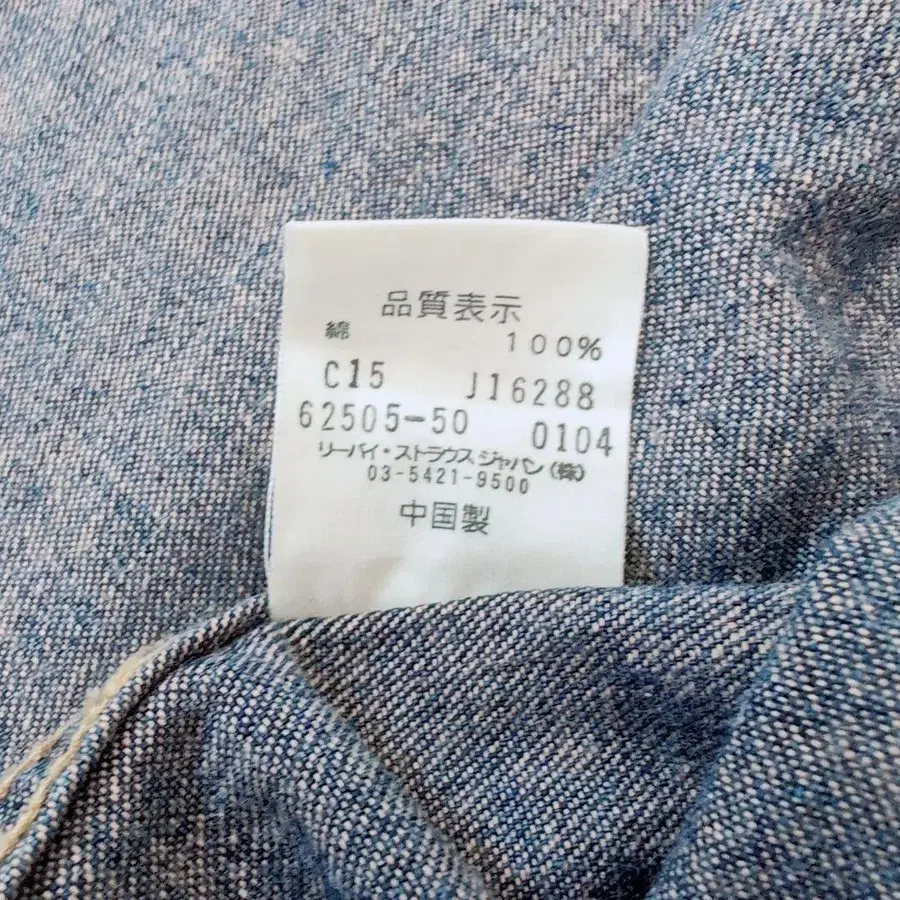 品質表示
綿 100%
C15 J16288
62505-50 0104
リーバイ・ストラウス ジャパン(株)
03-5421-9500
中国製